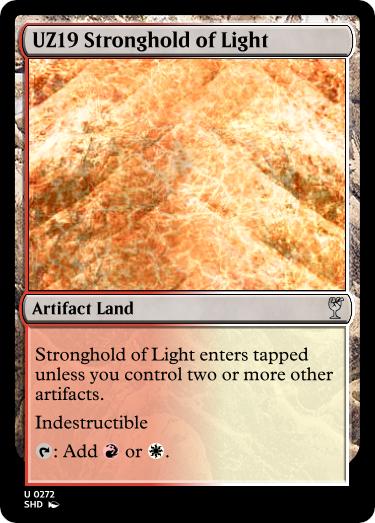 UZ19 Stronghold of Light
Artifact Land
Stronghold of Light enters tapped
unless you control two or more other
artifacts.
Indestructible
: Add or .
U 0272
SHD